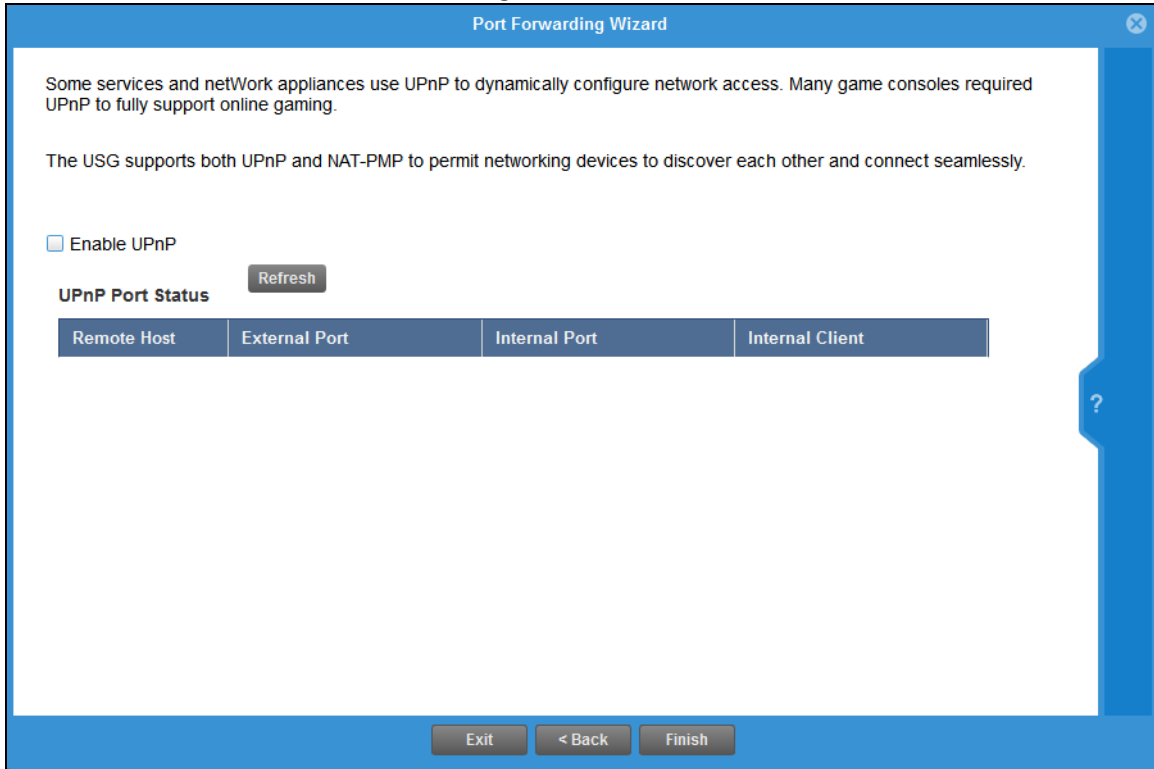 Port Forwarding Wizard
Some services and netWork appliances use UPnP to dynamically configure network access. Many game consoles required
UPnP to fully support online gaming.
The USG supports both UPnP and NAT-PMP to permit networking devices to discover each other and connect seamlessly.
Enable UPnP
Refresh
UPnP Port Status
Remote Host External Port Internal Port Internal Client
?
Exit < Back Finish